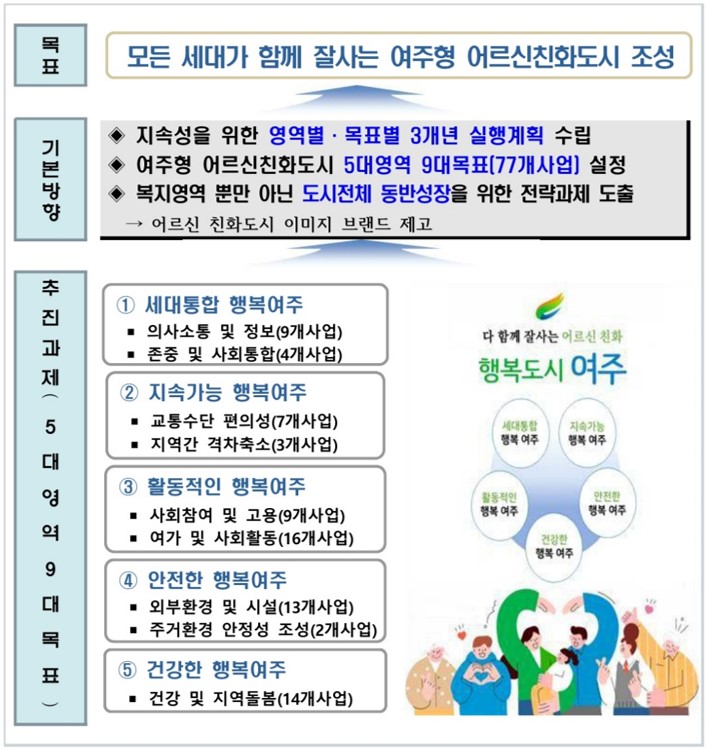 목표
모든 세대가 함께 잘사는 여주형 어르신친화도시 조성
기본방향
◈ 지속성을 위한 영역별·목표별 3개년 실행계획 수립
◈ 여주형 어르신친화도시 5대영역 9대목표(77개사업) 설정
◈ 복지영역 뿐만 아닌 도시전체 동반성장을 위한 전략과제 도출
→ 어르신 친화도시 이미지 브랜드 제고
추진과제(5대영역 9대목표)
① 세대통합 행복여주
▪ 의사소통 및 정보(9개사업)
▪ 존중 및 사회통합(4개사업)
② 지속가능 행복여주
▪ 교통수단 편의성(7개사업)
▪ 지역간 격차축소(3개사업)
③ 활동적인 행복여주
▪ 사회참여 및 고용(9개사업)
▪ 여가 및 사회활동(16개사업)
④ 안전한 행복여주
▪ 외부환경 및 시설(13개사업)
▪ 주거환경 안정성 조성(2개사업)
⑤ 건강한 행복여주
▪ 건강 및 지역돌봄(14개사업)
다 함께 잘사는 어르신 친화
행복도시 여주
세대통합
행복 여주
지속가능
행복 여주
활동적인
행복 여주
안전한
행복 여주
건강한
행복 여주